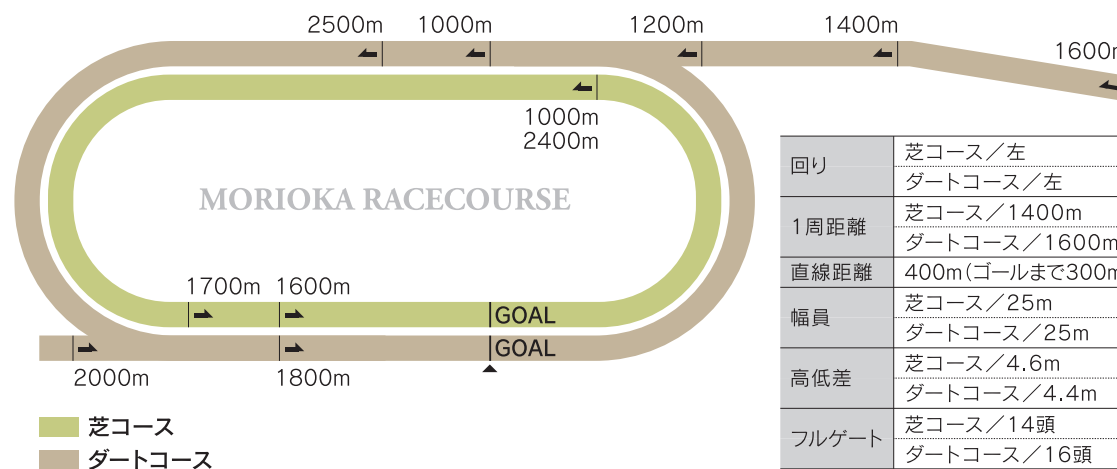 2500m
1000m
1200m
1400m
1600m
1000m
2400m
MORIOKA RACECOURSE
1700m
1600m
GOAL
GOAL
2000m
1800m
芝コース
ダートコース
回り
芝コース／左
ダートコース／左
1周距離
芝コース／1400m
ダートコース／1600m
直線距離
400m（ゴールまで300m
幅員
芝コース／25m
ダートコース／25m
高低差
芝コース／4.6m
ダートコース／4.4m
フルゲート
芝コース／14頭
ダートコース／16頭